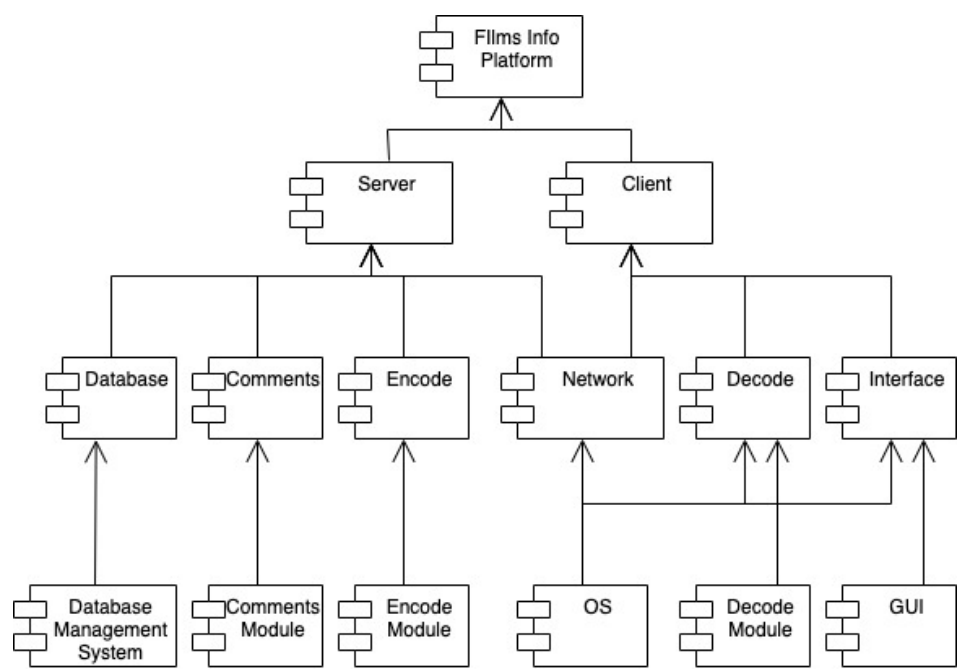 FIlms Info
Platform
Server
Client
Database
Comments
Encode
Network
Decode
Interface
Database
Management
System
Comments
Module
Encode
Module
OS
Decode
Module
GUI